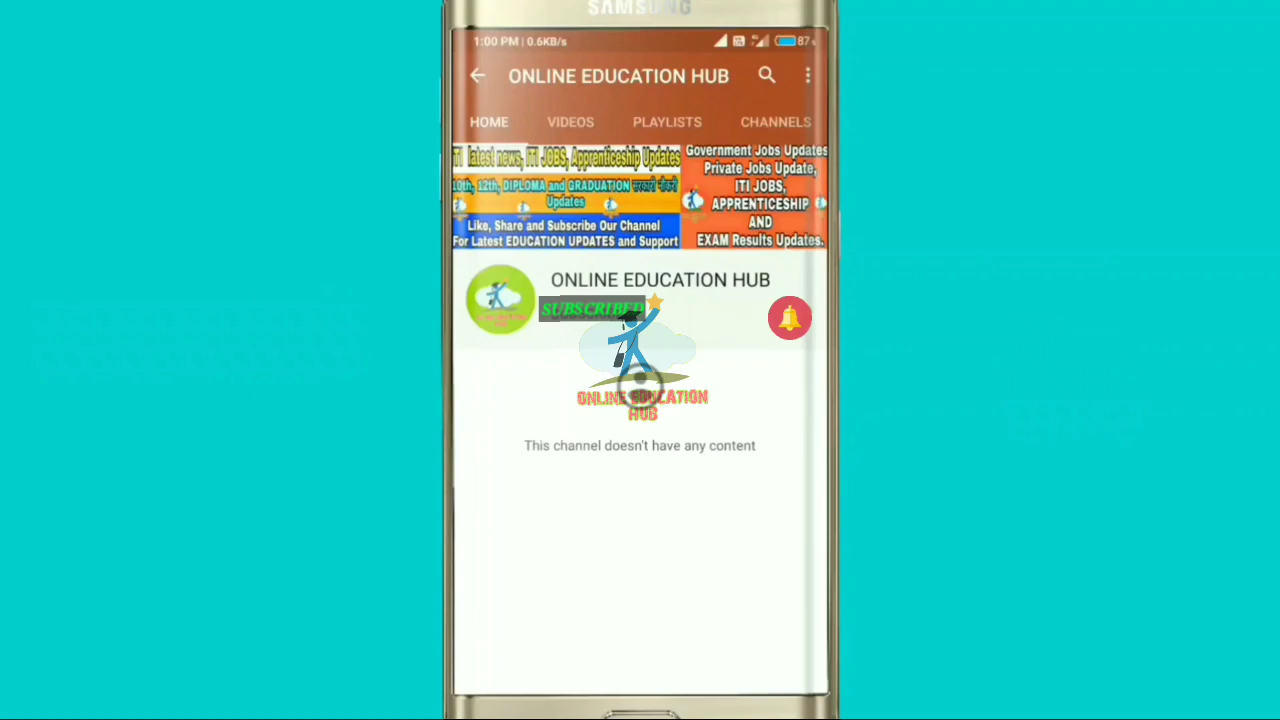 SAMSUNG
1:00 PM | 0.6KB/s
87
ONLINE EDUCATION HUB
HOME VIDEOS PLAYLISTS CHANNELS
ITI latest news, ITI JOBS, Apprenticeship Updates
10th, 12th, DIPLOMA and GRADUATION सरकारी नौकरी
Updates
Like, Share and Subscribe Our Channel
For Latest EDUCATION UPDATES and Support
Government Jobs Updates
Private Jobs Update,
ITI JOBS,
APPRENTICESHIP
AND
EXAM Results Updates.
ONLINE EDUCATION HUB
SUBSCRIBED
ONLINE EDUCATION
HUB
This channel doesn't have any content